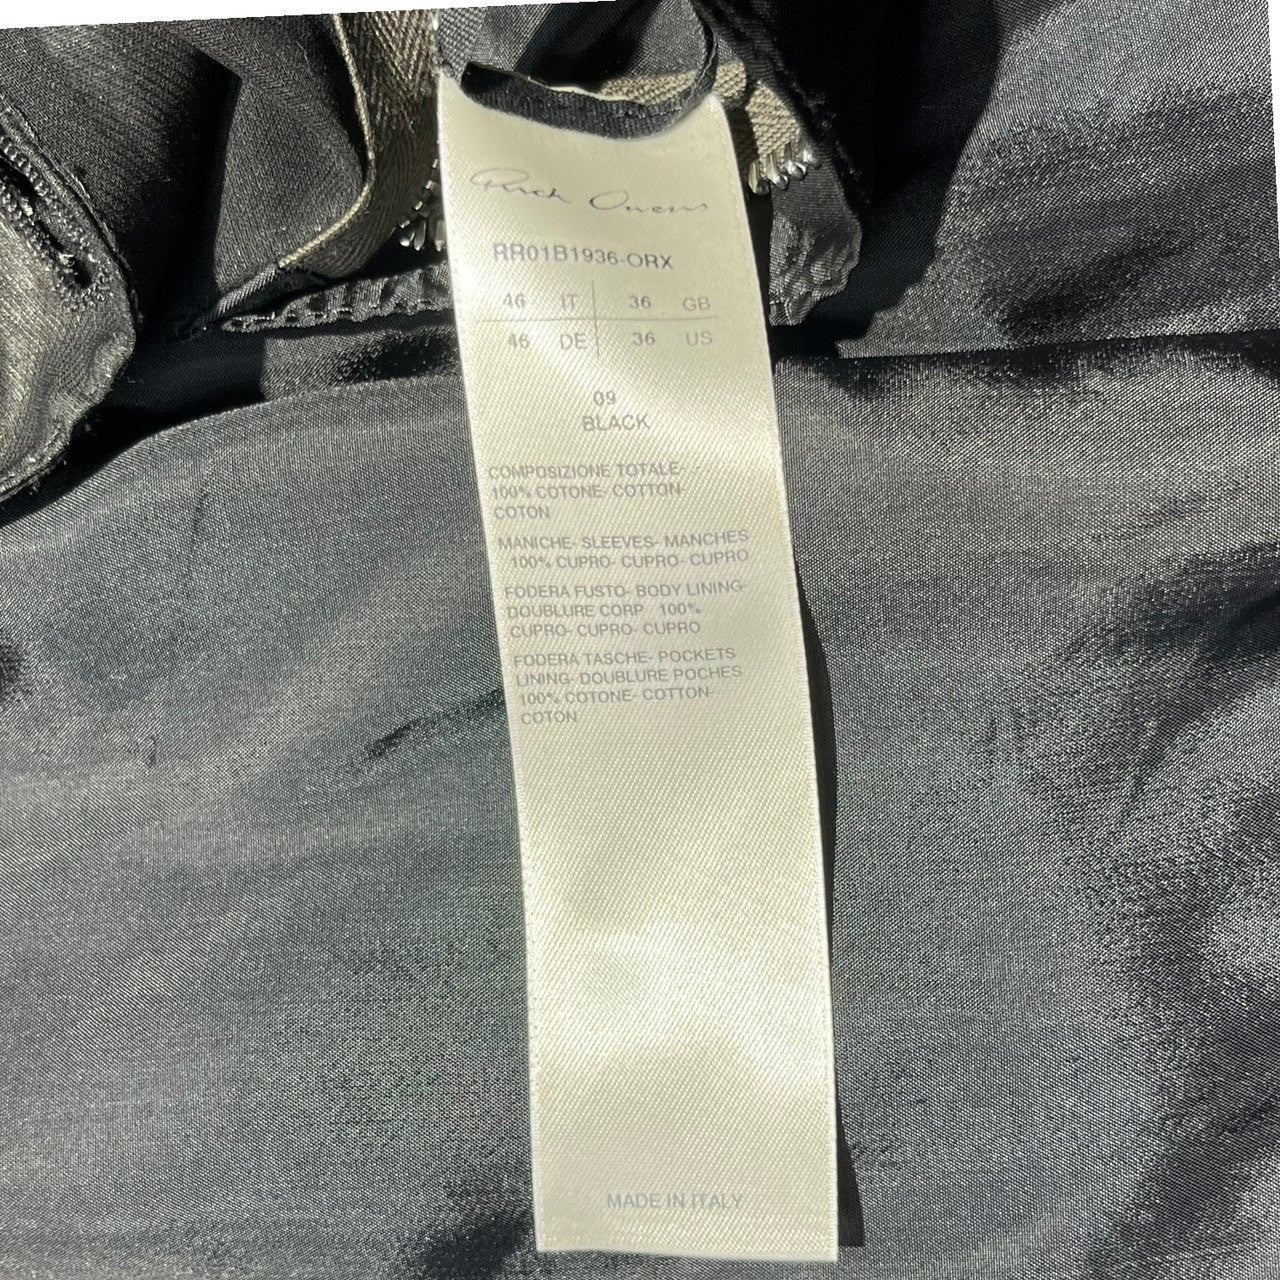 Rick Owens
RR01B1936-ORX
46 IT 36 GB
46 DE 36 US
09
BLACK
COMPOSIZIONE TOTALE- .-
100% COTONE- COTTON-
COTON
MANICHE- SLEEVES- MANCHES
100% CUPRO- CUPRO- CUPRO
FODERA FUSTO- BODY LINING-
DOUBLURE CORP 100%
CUPRO- CUPRO- CUPRO
FODERA TASCHE- POCKETS
LINING- DOUBLURE POCHES
100% COTONE- COTTON-
COTON
MADE IN ITALY